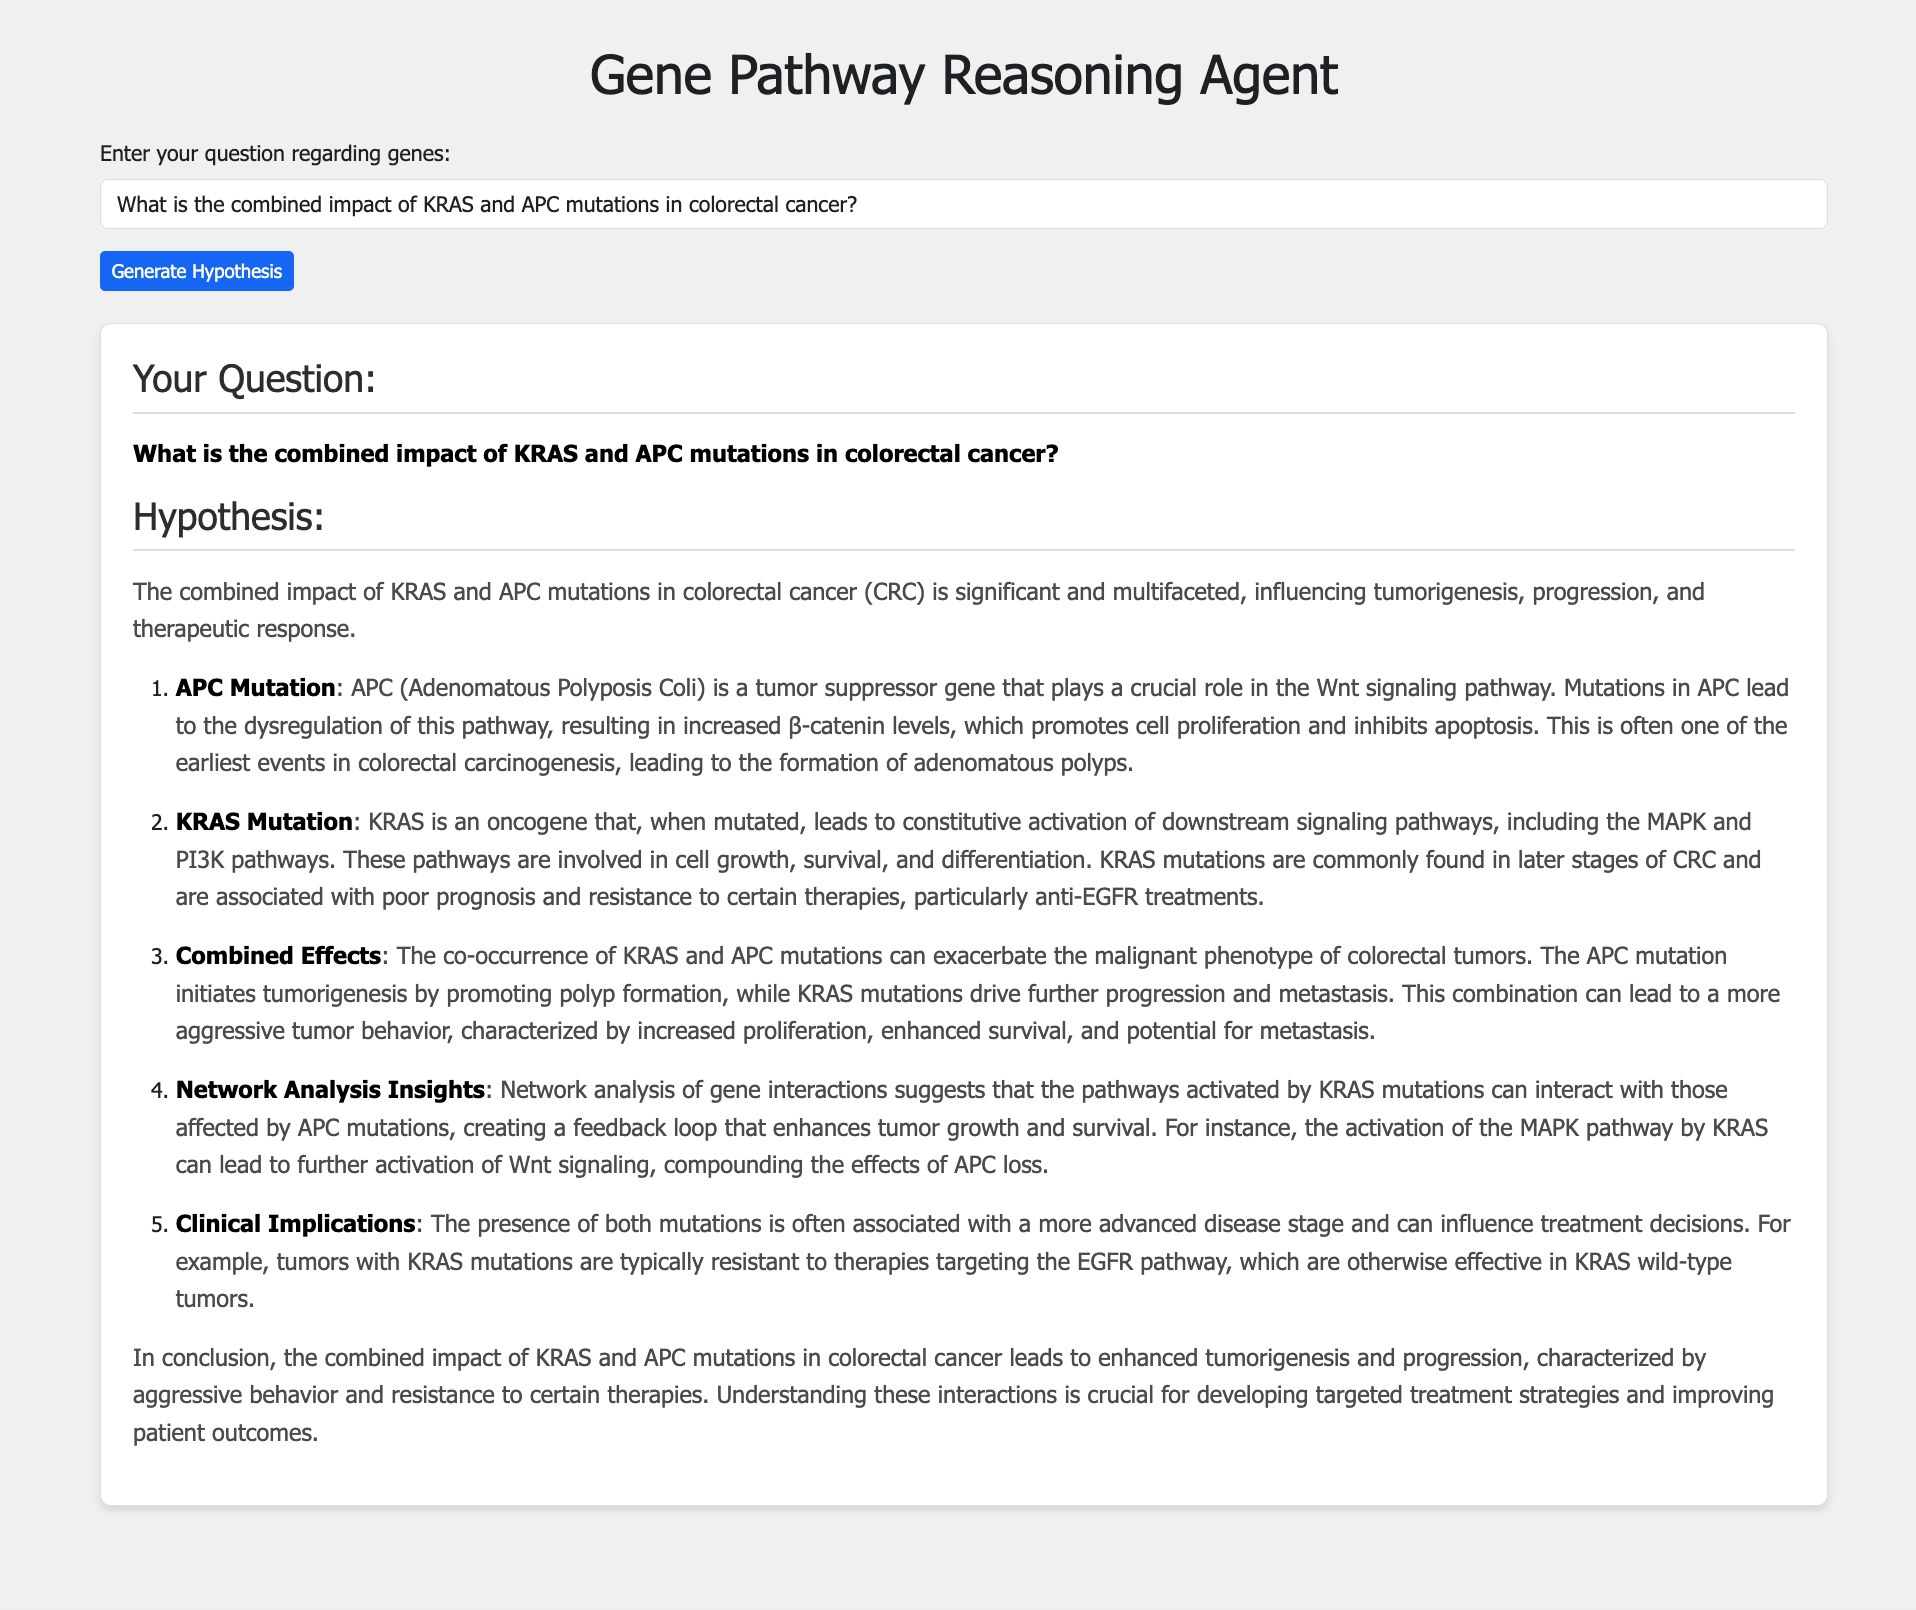 Gene Pathway Reasoning Agent
Enter your question regarding genes:
What is the combined impact of KRAS and APC mutations in colorectal cancer?
Generate Hypothesis
Your Question:
What is the combined impact of KRAS and APC mutations in colorectal cancer?
Hypothesis:
The combined impact of KRAS and APC mutations in colorectal cancer (CRC) is significant and multifaceted, influencing tumorigenesis, progression, and
therapeutic response.
1. APC Mutation: APC (Adenomatous Polyposis Coli) is a tumor suppressor gene that plays a crucial role in the Wnt signaling pathway. Mutations in APC lead
to the dysregulation of this pathway, resulting in increased β-catenin levels, which promotes cell proliferation and inhibits apoptosis. This is often one of the
earliest events in colorectal carcinogenesis, leading to the formation of adenomatous polyps.
2. KRAS Mutation: KRAS is an oncogene that, when mutated, leads to constitutive activation of downstream signaling pathways, including the MAPK and
PI3K pathways. These pathways are involved in cell growth, survival, and differentiation. KRAS mutations are commonly found in later stages of CRC and
are associated with poor prognosis and resistance to certain therapies, particularly anti-EGFR treatments.
3. Combined Effects: The co-occurrence of KRAS and APC mutations can exacerbate the malignant phenotype of colorectal tumors. The APC mutation
initiates tumorigenesis by promoting polyp formation, while KRAS mutations drive further progression and metastasis. This combination can lead to a more
aggressive tumor behavior, characterized by increased proliferation, enhanced survival, and potential for metastasis.
4. Network Analysis Insights: Network analysis of gene interactions suggests that the pathways activated by KRAS mutations can interact with those
affected by APC mutations, creating a feedback loop that enhances tumor growth and survival. For instance, the activation of the MAPK pathway by KRAS
can lead to further activation of Wnt signaling, compounding the effects of APC loss.
5. Clinical Implications: The presence of both mutations is often associated with a more advanced disease stage and can influence treatment decisions. For
example, tumors with KRAS mutations are typically resistant to therapies targeting the EGFR pathway, which are otherwise effective in KRAS wild-type
tumors.
In conclusion, the combined impact of KRAS and APC mutations in colorectal cancer leads to enhanced tumorigenesis and progression, characterized by
aggressive behavior and resistance to certain therapies. Understanding these interactions is crucial for developing targeted treatment strategies and improving
patient outcomes.